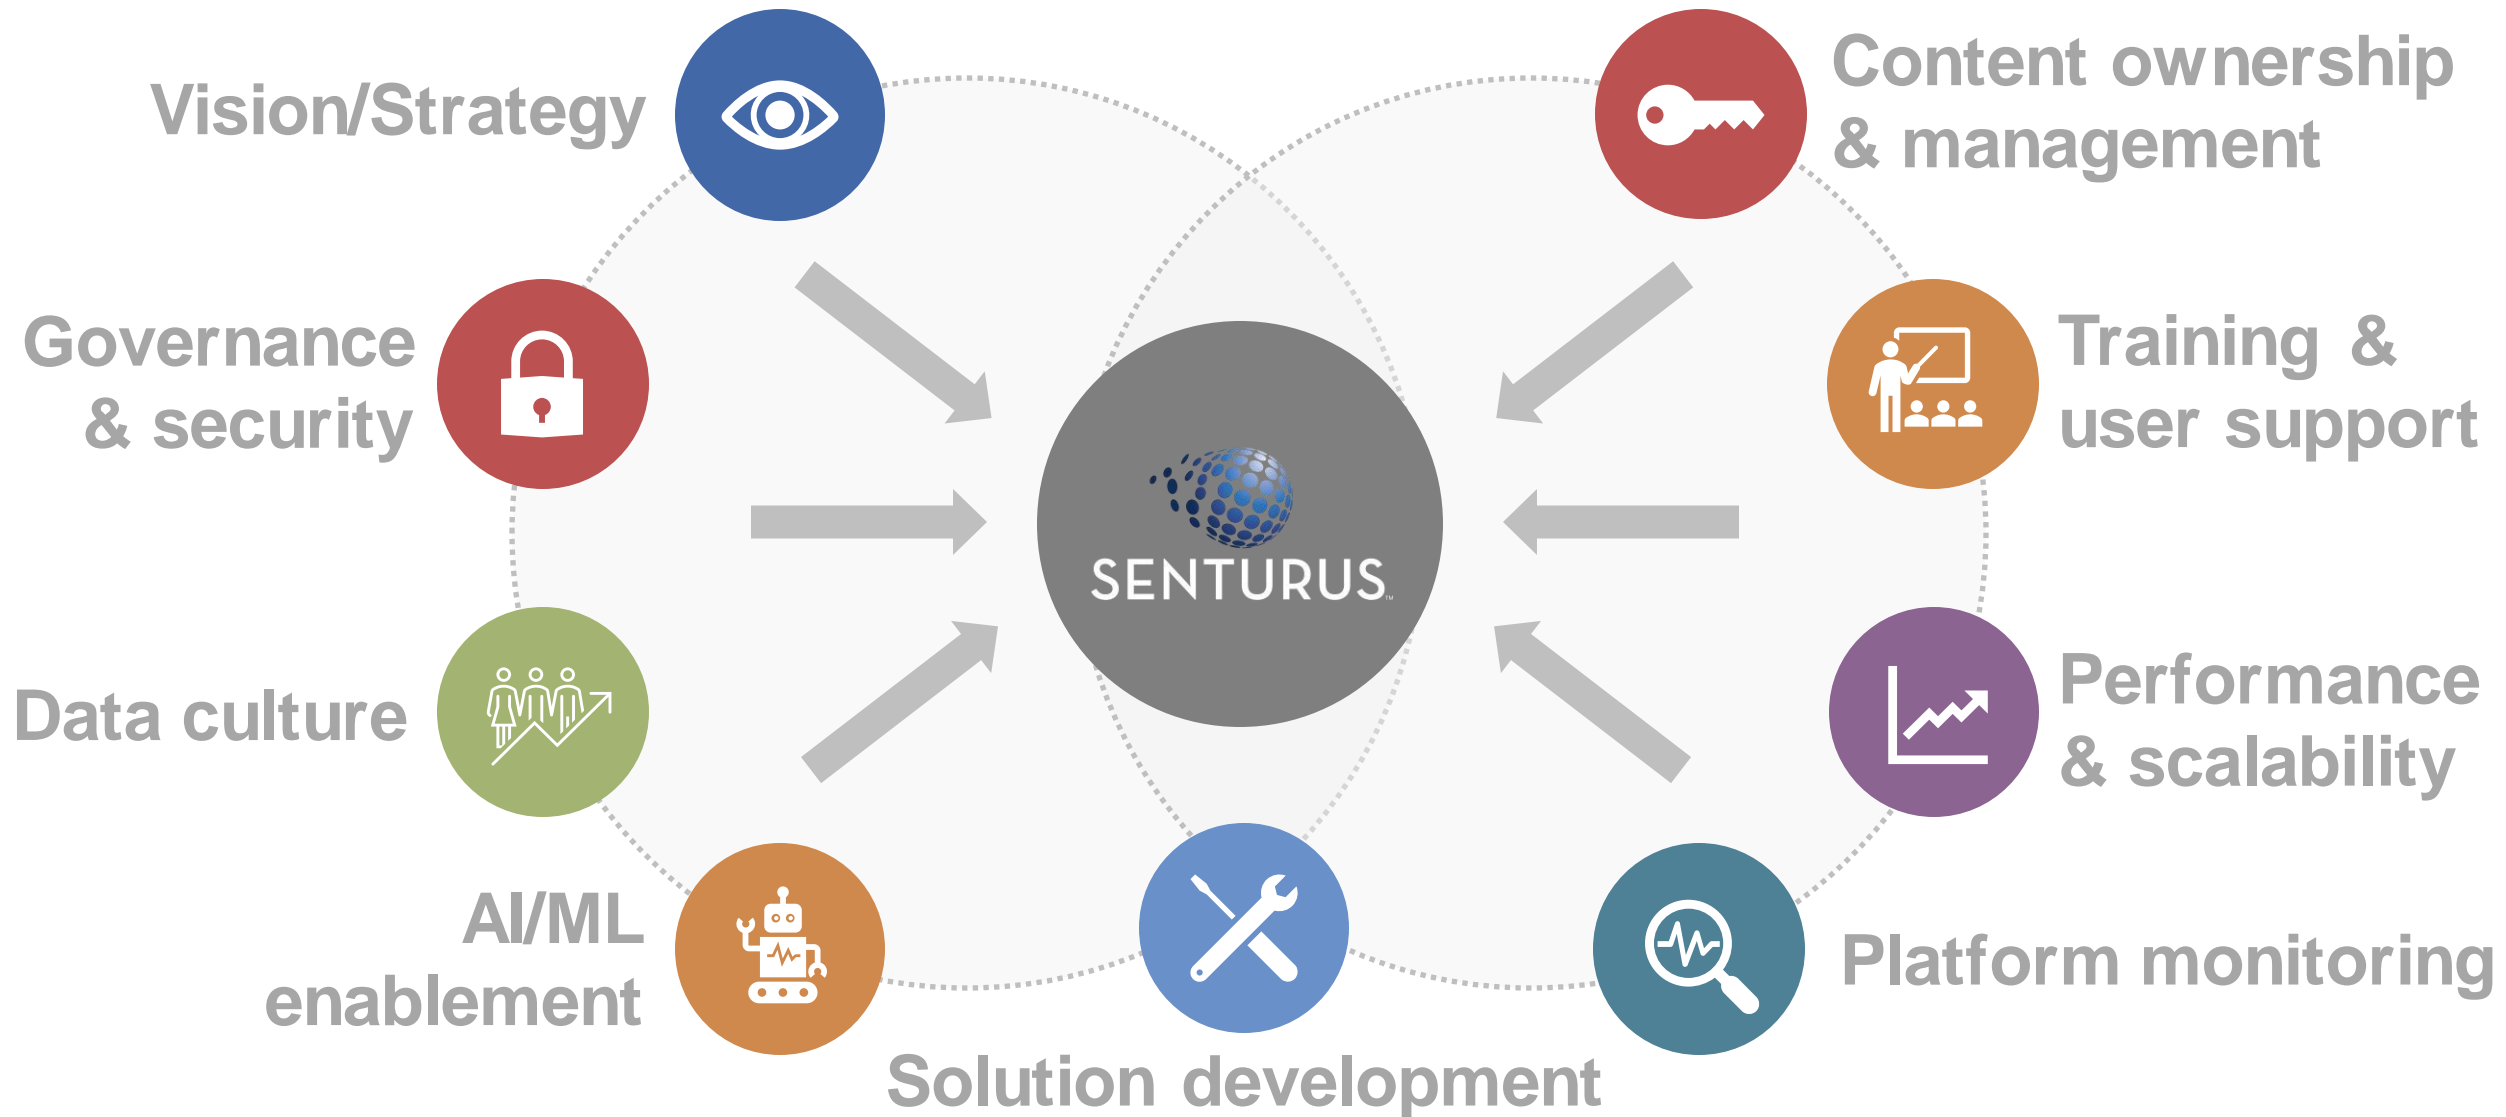 Vision/Strategy
Content ownership
& management
Governance
& security
Training &
user support
SENTURUS™
Data culture
Performance
& scalability
AI/ML
enablement
Platform monitoring
Solution development